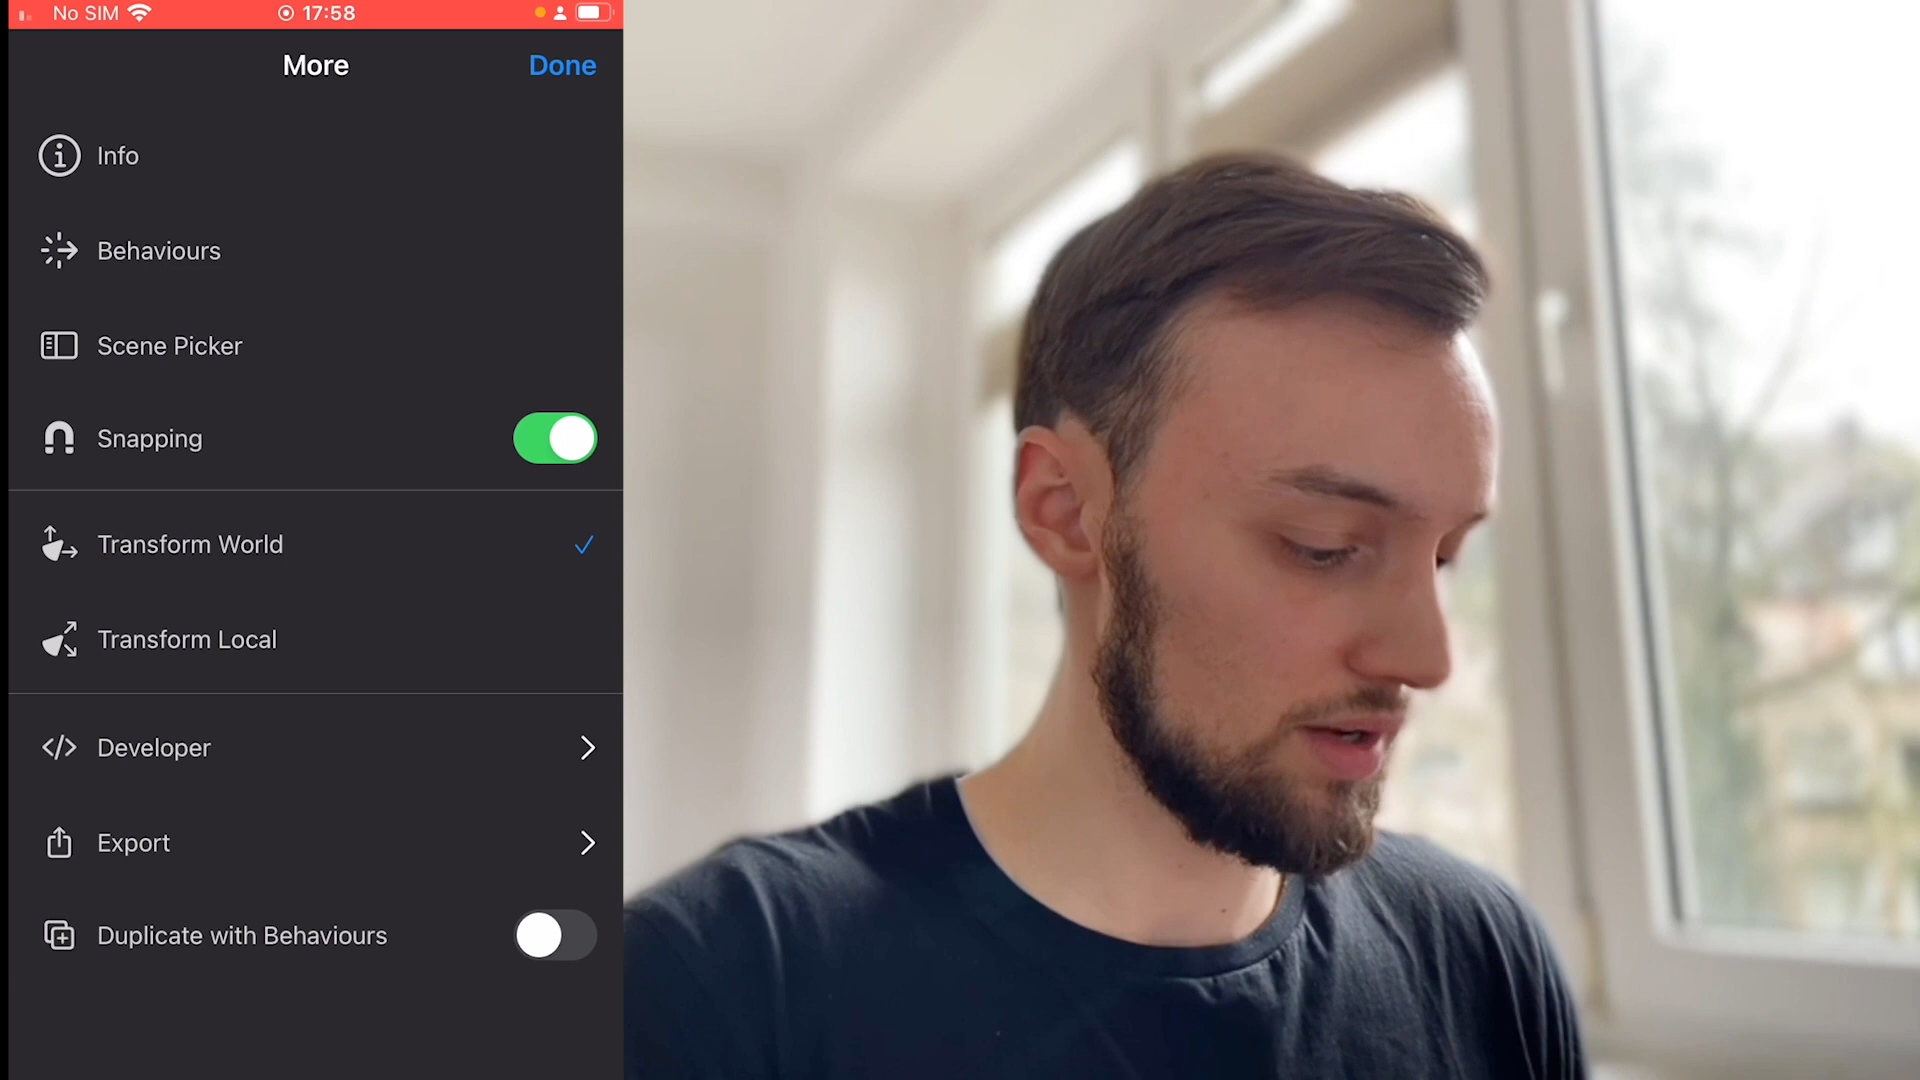 No SIM 17:58
More Done
Info
Behaviours
Scene Picker
Snapping
Transform World
Transform Local
Developer
Export
Duplicate with Behaviours